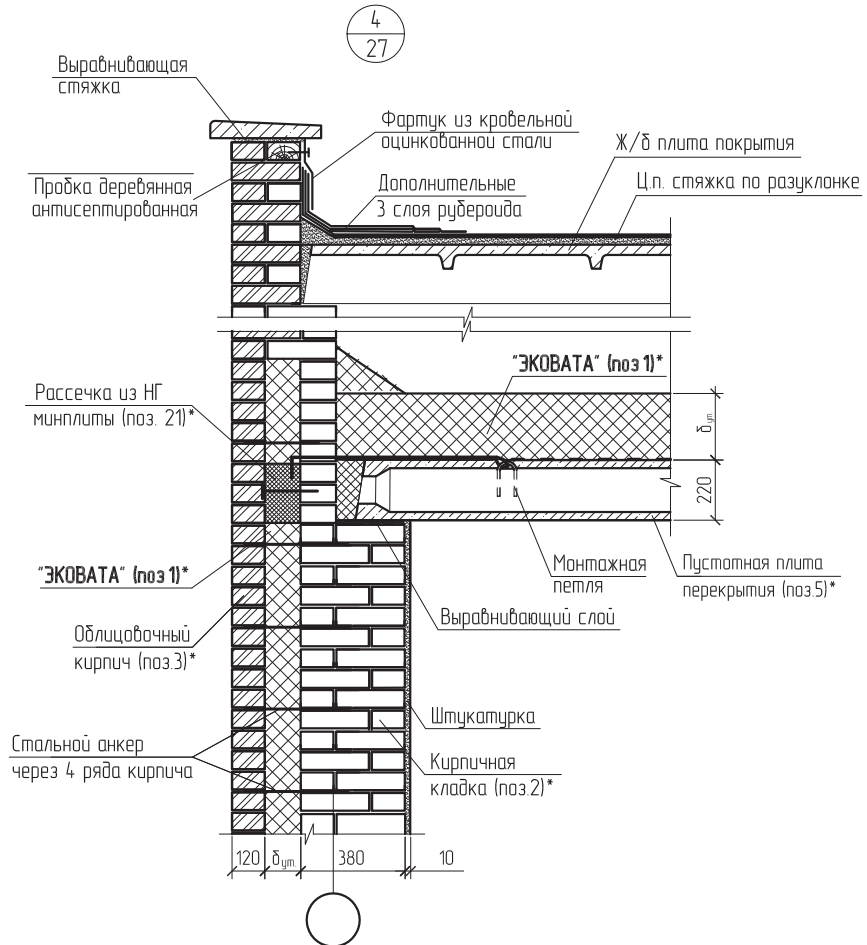 4
27
Выравнивающая
стяжка
Фартук из кровельной
оцинкованной стали
Ж/б плита покрытия
Ц.п. стяжка по разуклонке
Пробка деревянная
антисептированная
Дополнительные
3 слоя рубероида
"ЭКОВАТА" (поз 1)*
Рассечка из НГ
минплиты (поз. 21)*
δут.
220
"ЭКОВАТА" (поз 1)*
Монтажная
петля
Пустотная плита
перекрытия (поз.5)*
Облицовочный
кирпич (поз.3)*
Выравнивающий слой
Штукатурка
Стальной анкер
через 4 ряда кирпича
Кирпичная
кладка (поз.2)*
120 δут. 380 10